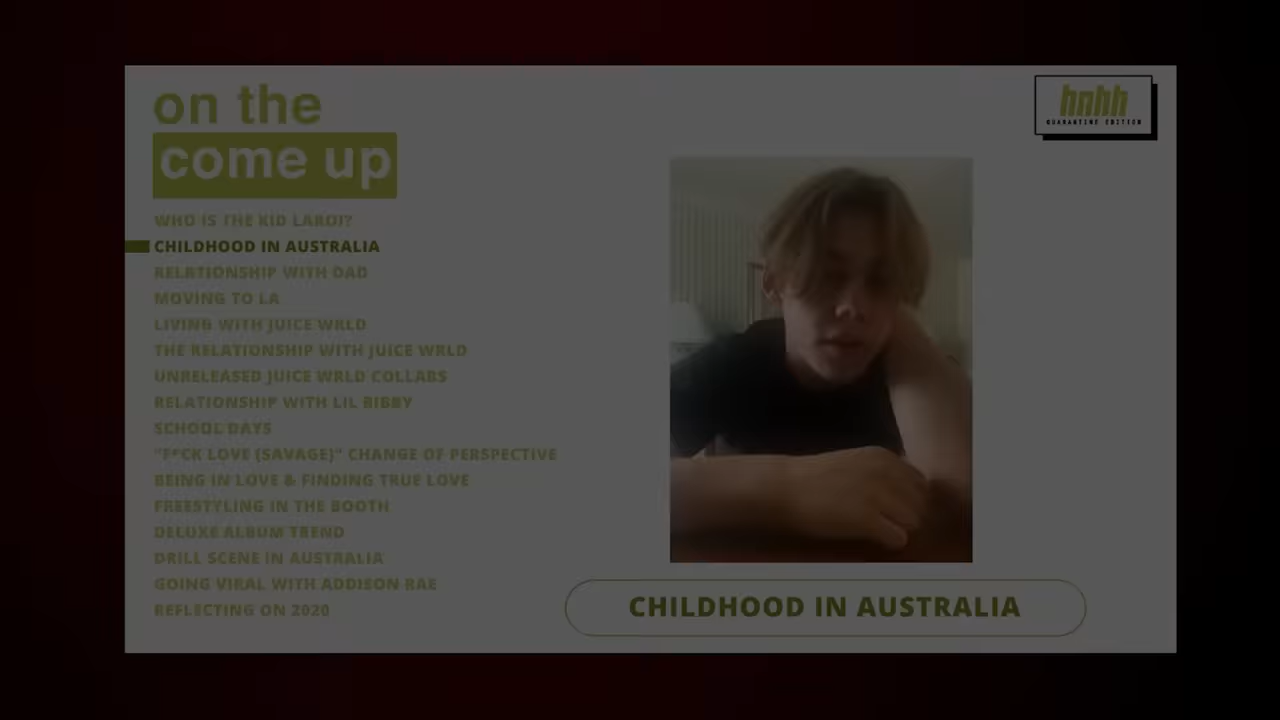 on the
come up
hnhh
QUARANTINE EDITION
WHO IS THE KID LAROI?
CHILDHOOD IN AUSTRALIA
RELATIONSHIP WITH DAD
MOVING TO LA
LIVING WITH JUICE WRLD
THE RELATIONSHIP WITH JUICE WRLD
UNRELEASED JUICE WRLD COLLABS
RELATIONSHIP WITH LIL BIBBY
SCHOOL DAYS
"F*CK LOVE (SAVAGE)" CHANGE OF PERSPECTIVE
BEING IN LOVE & FINDING TRUE LOVE
FREESTYLING IN THE BOOTH
DELUXE ALBUM TREND
DRILL SCENE IN AUSTRALIA
GOING VIRAL WITH ADDISON RAE
REFLECTING ON 2020
CHILDHOOD IN AUSTRALIA